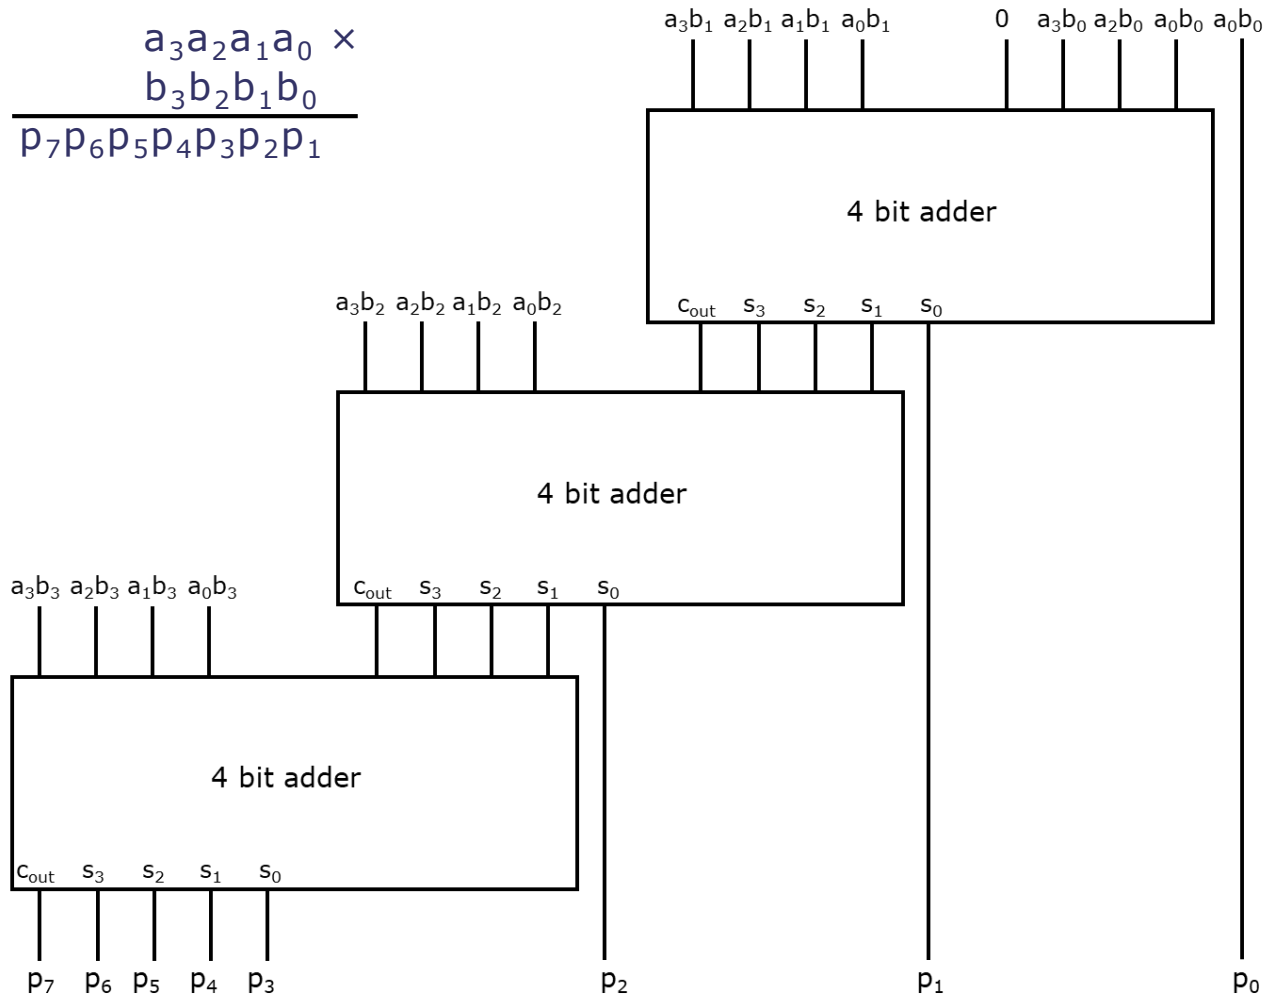 a₃a₂a₁a₀ ×
b₃b₂b₁b₀
p₇p₆p₅p₄p₃p₂p₁
a₃b₁ a₂b₁ a₁b₁ a₀b₁ 0 a₃b₀ a₂b₀ a₀b₀ a₀b₀
4 bit adder
cₒᵤₜ s₃ s₂ s₁ s₀
a₃b₂ a₂b₂ a₁b₂ a₀b₂
4 bit adder
cₒᵤₜ s₃ s₂ s₁ s₀
a₃b₃ a₂b₃ a₁b₃ a₀b₃
4 bit adder
cₒᵤₜ s₃ s₂ s₁ s₀
p₇ p₆ p₅ p₄ p₃ p₂ p₁ p₀